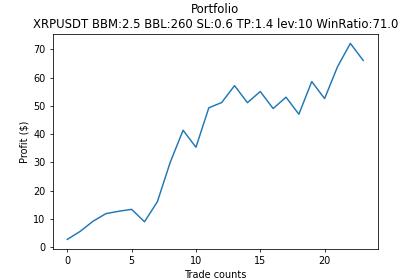 Portfolio
XRPUSDT BBM:2.5 BBL:260 SL:0.6 TP:1.4 lev:10 WinRatio:71.0
Profit ($)
70
60
50
40
30
20
10
0
0 5 10 15 20
Trade counts